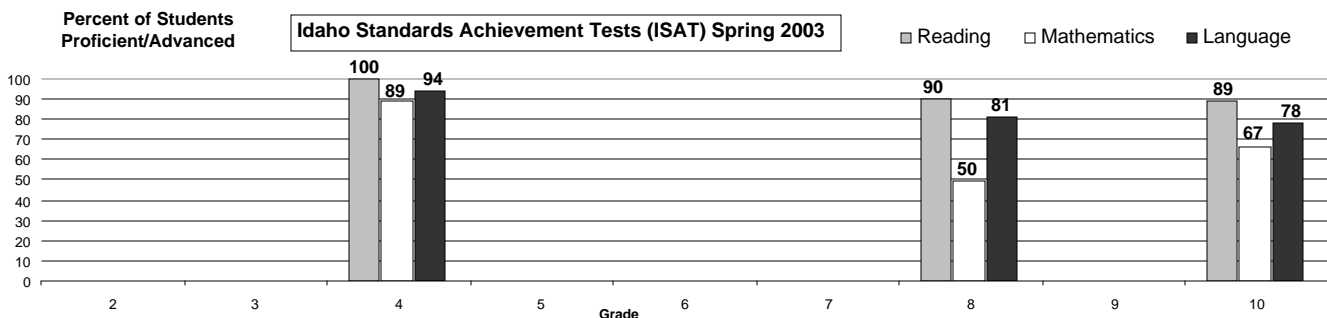 Percent of Students
Proficient/Advanced
Idaho Standards Achievement Tests (ISAT) Spring 2003
Reading Mathematics Language
100 89 94 90 50 81 89 67 78
100
90
80
70
60
50
40
30
20
10
0
2 3 4 5 6 7 8 9 10
Grade